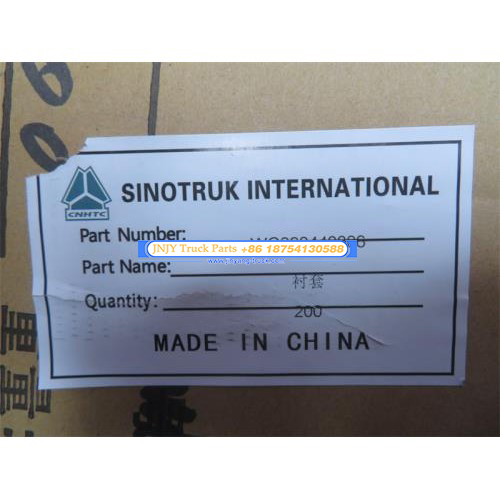 SINOTRUK INTERNATIONAL
CNHTC
Part Number:
JNJY Truck Parts +86 18754130588
Part Name:
衬套
Quantity:
200
MADE IN CHINA